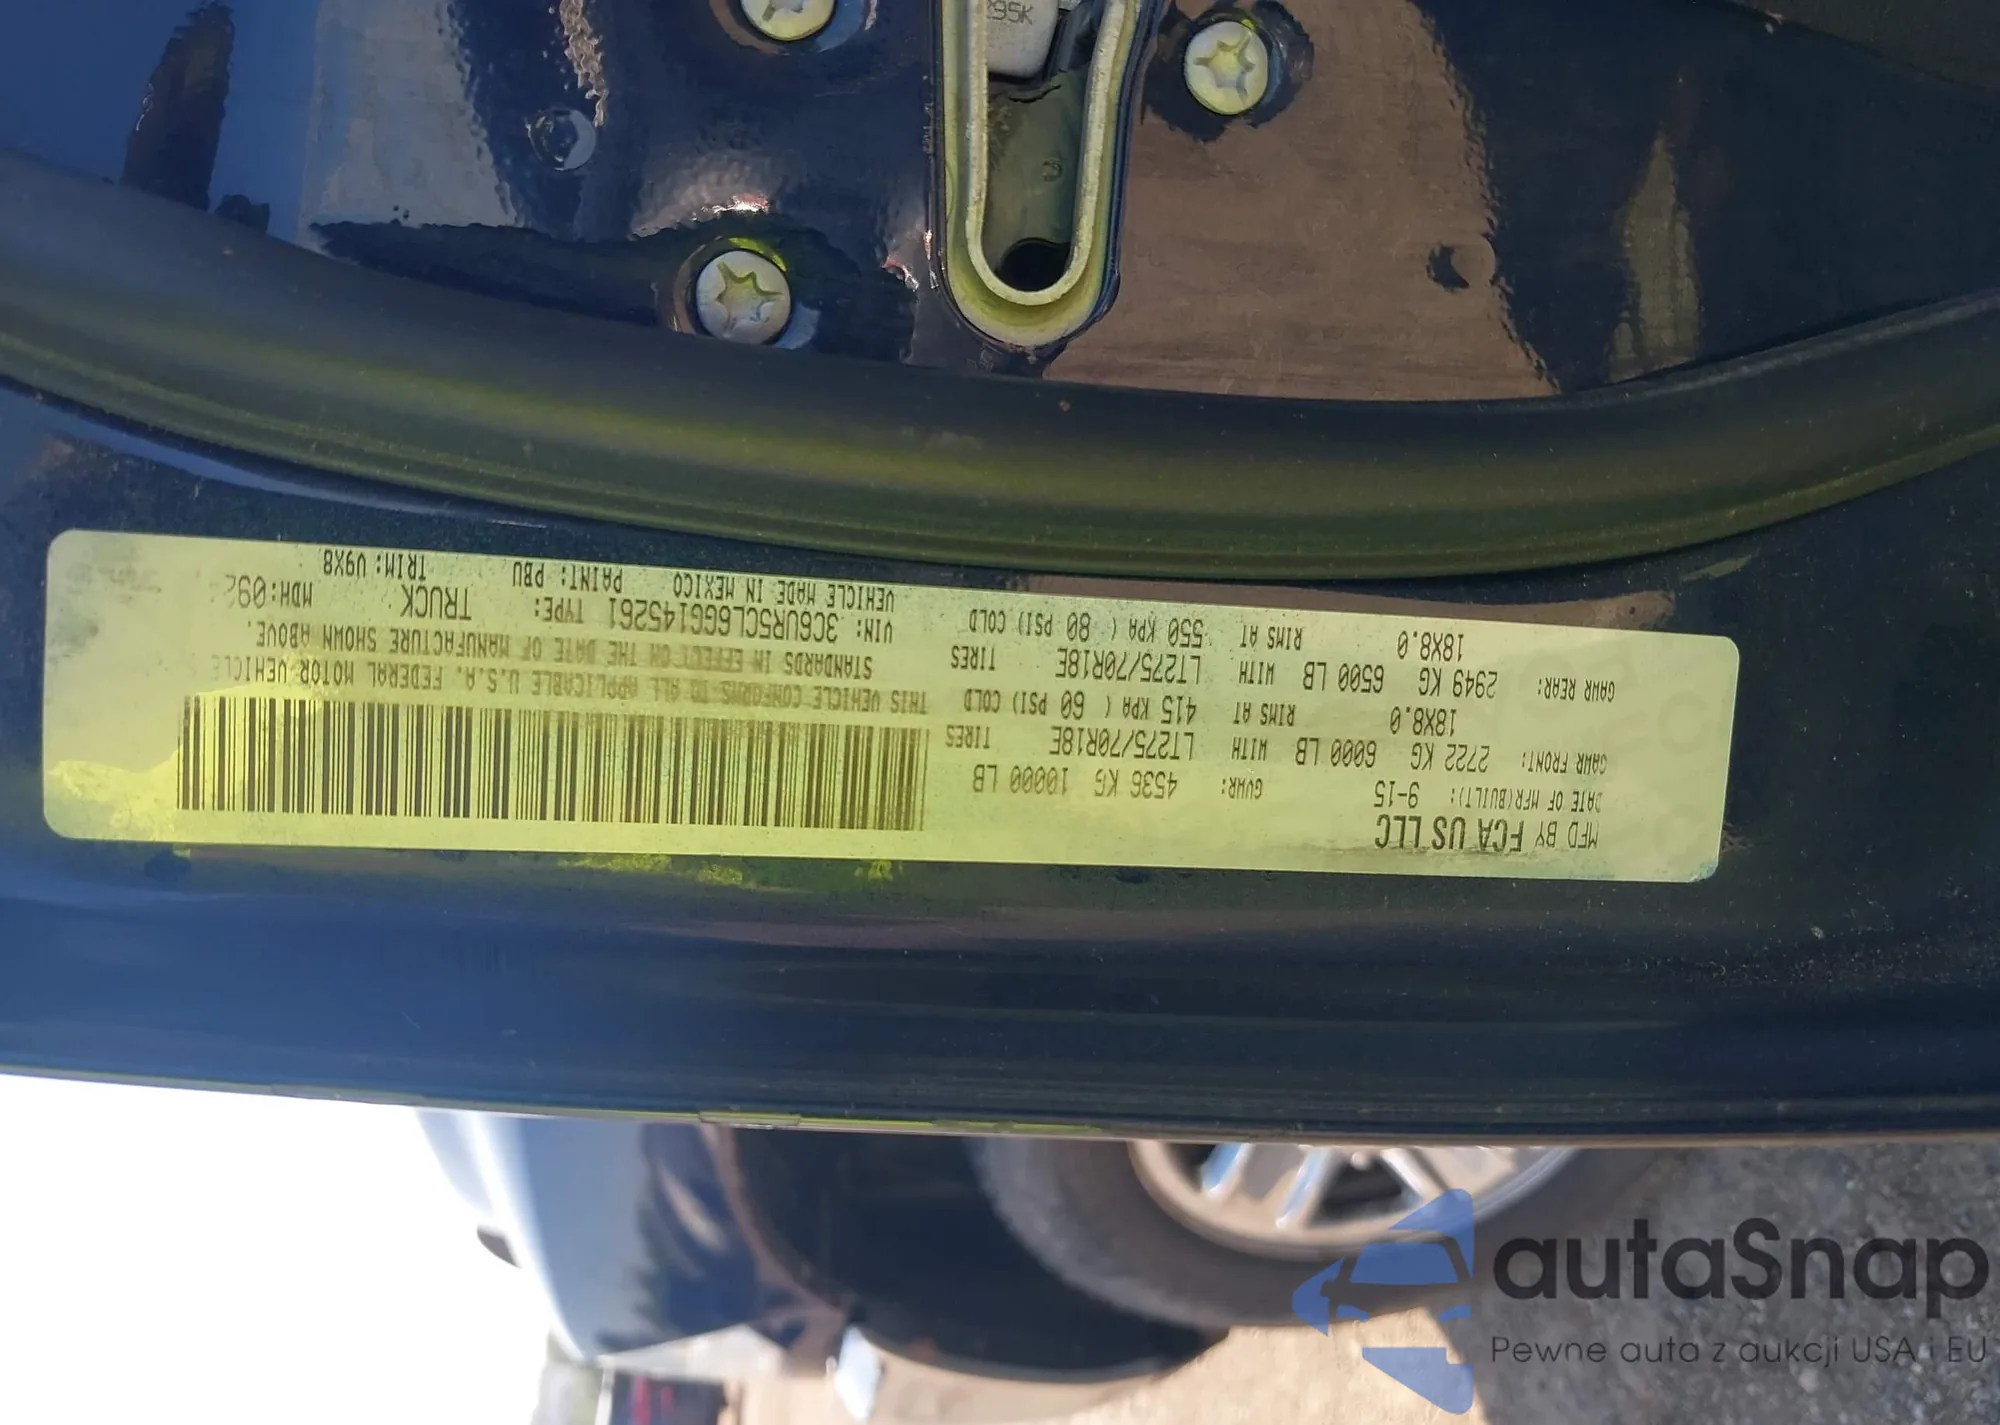 295K
MFD BY FCA US LLC
DATE OF MFR(BUILT): 9-15 GVWR: 4536 KG 10000 LB
GAWR FRONT: 2722 KG 6000 LB WITH LT275/70R18E TIRES
18X8.0 RIMS AT 415 KPA ( 60 PSI) COLD
GAWR REAR: 2949 KG 6500 LB WITH LT275/70R18E TIRES
18X8.0 RIMS AT 550 KPA ( 80 PSI) COLD
THIS VEHICLE CONFORMS TO ALL APPLICABLE U.S.A. FEDERAL MOTOR VEHICLE
STANDARDS IN EFFECT ON THE DATE OF MANUFACTURE SHOWN ABOVE.
VIN: 3C6UR5CL6GG145261 TYPE: TRUCK MDH:092
VEHICLE MADE IN MEXICO PAINT: PBU TRIM: V9X8
autaSnap
Pewne auta z aukcji USA i EU